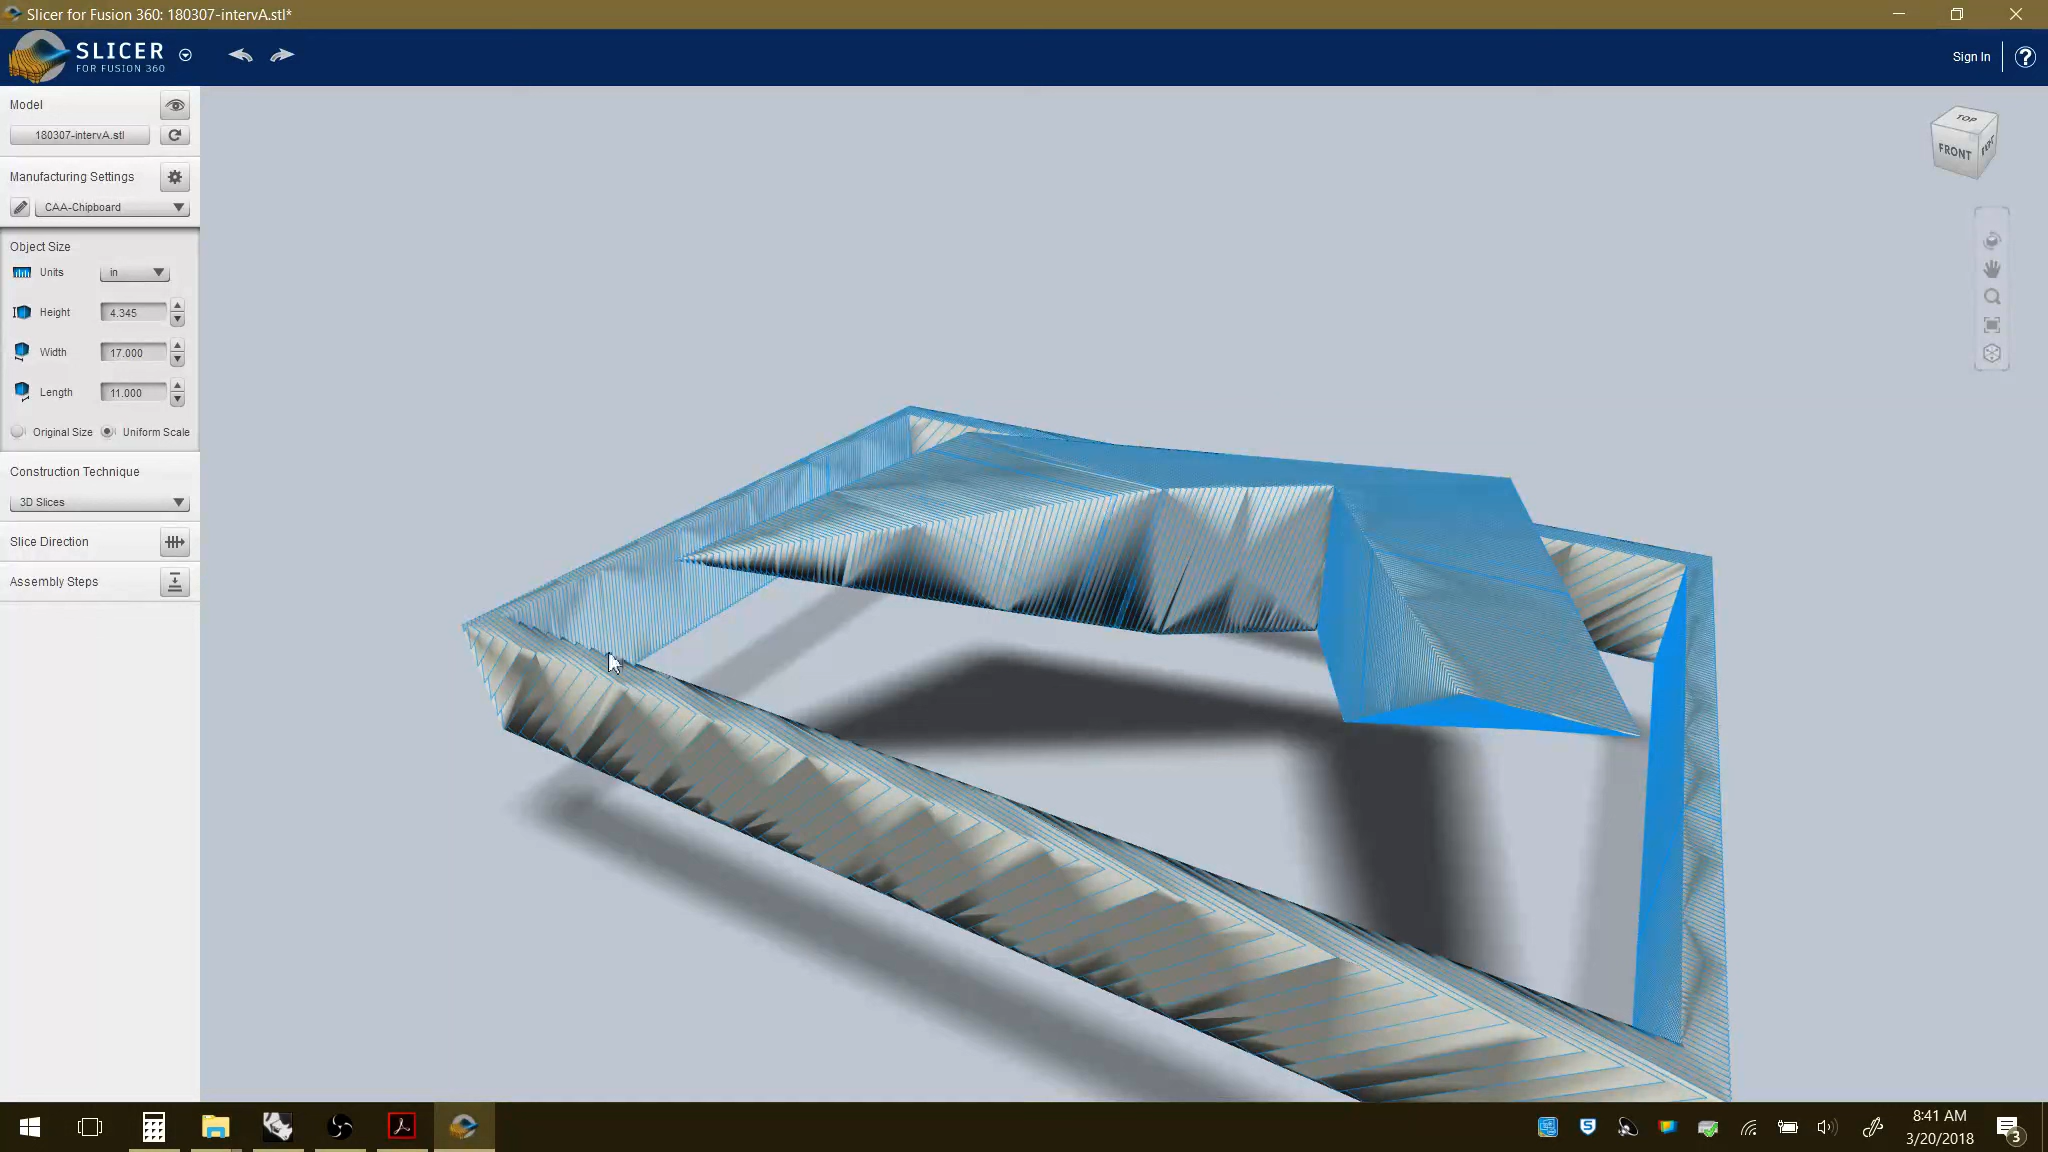 Slicer for Fusion 360: 180307-intervA.stl*
SLICER
FOR FUSION 360
Sign In
?
Model
180307-intervA.stl
Manufacturing Settings
CAA-Chipboard
Object Size
Units in
Height 4.345
Width 17.000
Length 11.000
Original Size Uniform Scale
Construction Technique
3D Slices
Slice Direction
Assembly Steps
TOP
FRONT
RIGHT
8:41 AM
3/20/2018
3